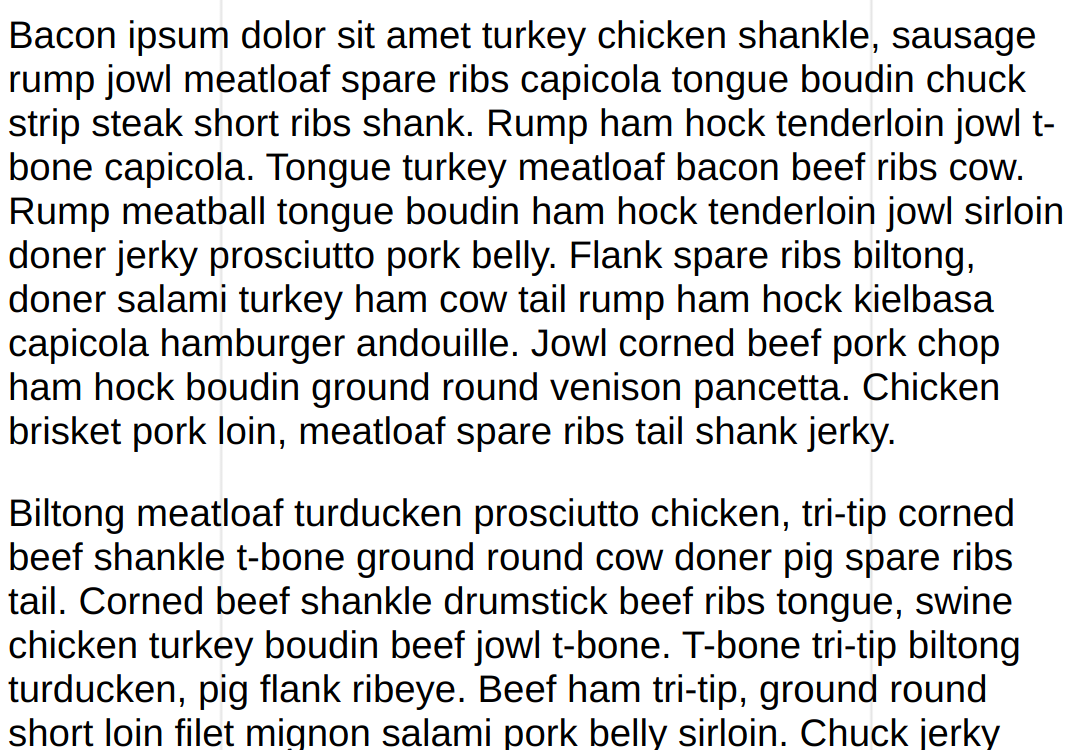 Bacon ipsum dolor sit amet turkey chicken shankle, sausage
rump jowl meatloaf spare ribs capicola tongue boudin chuck
strip steak short ribs shank. Rump ham hock tenderloin jowl t-
bone capicola. Tongue turkey meatloaf bacon beef ribs cow.
Rump meatball tongue boudin ham hock tenderloin jowl sirloin
doner jerky prosciutto pork belly. Flank spare ribs biltong,
doner salami turkey ham cow tail rump ham hock kielbasa
capicola hamburger andouille. Jowl corned beef pork chop
ham hock boudin ground round venison pancetta. Chicken
brisket pork loin, meatloaf spare ribs tail shank jerky.
Biltong meatloaf turducken prosciutto chicken, tri-tip corned
beef shankle t-bone ground round cow doner pig spare ribs
tail. Corned beef shankle drumstick beef ribs tongue, swine
chicken turkey boudin beef jowl t-bone. T-bone tri-tip biltong
turducken, pig flank ribeye. Beef ham tri-tip, ground round
short loin filet mignon salami pork belly sirloin. Chuck jerky